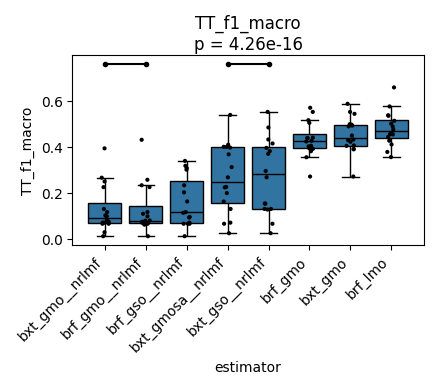 TT_f1_macro
p = 4.26e-16
TT_f1_macro
0.6
0.4
0.2
0.0
bxt_gmo__nrlmf
brf_gmo__nrlmf
brf_gso__nrlmf
bxt_gmosa__nrlmf
bxt_gso__nrlmf
brf_gmo
bxt_gmo
brf_lmo
estimator